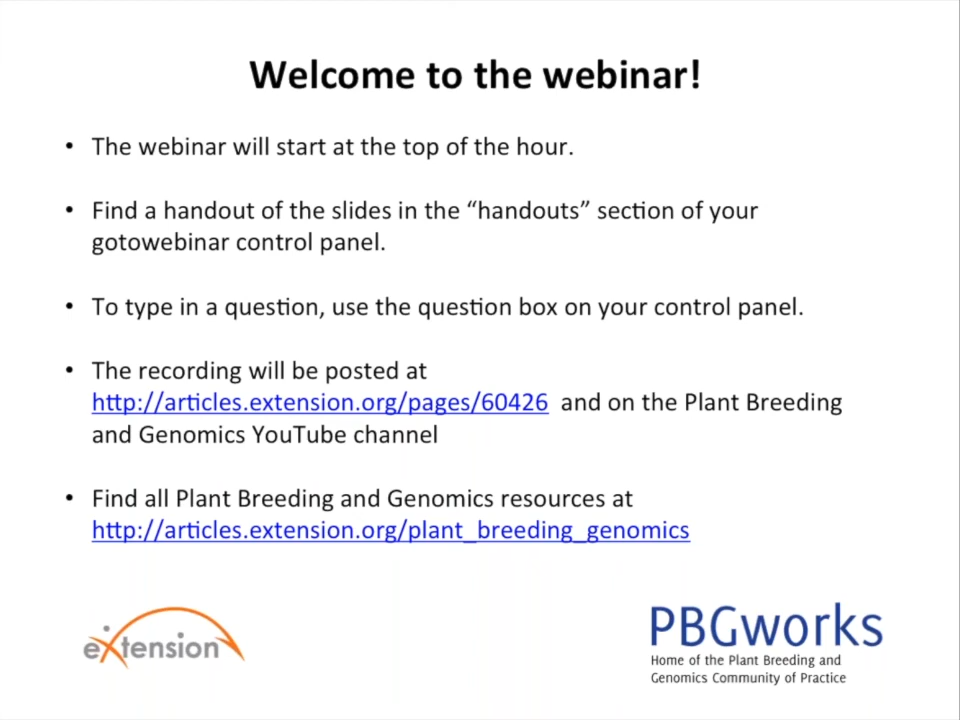 Welcome to the webinar!
• The webinar will start at the top of the hour.
• Find a handout of the slides in the “handouts” section of your
gotowebinar control panel.
• To type in a question, use the question box on your control panel.
• The recording will be posted at
http://articles.extension.org/pages/60426 and on the Plant Breeding
and Genomics YouTube channel
• Find all Plant Breeding and Genomics resources at
http://articles.extension.org/plant_breeding_genomics
eXtension
PBGworks
Home of the Plant Breeding and
Genomics Community of Practice